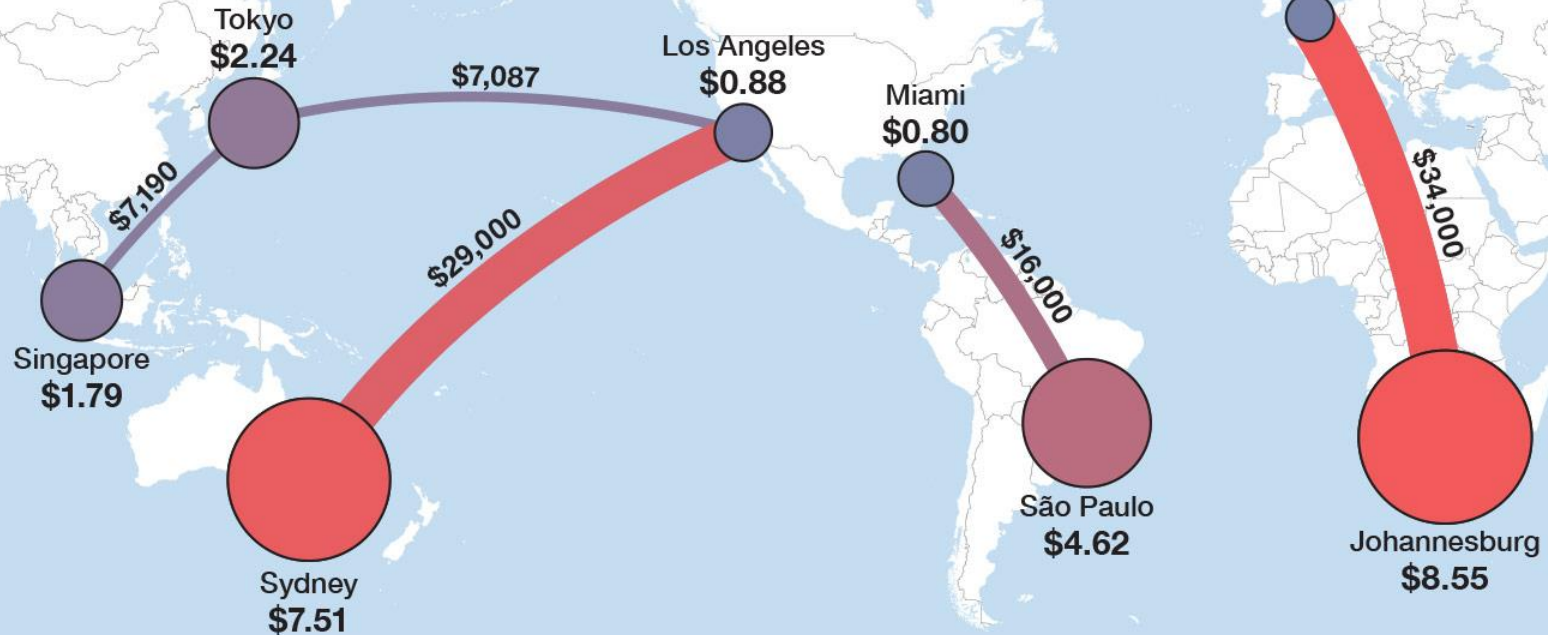 Tokyo
$2.24
$7,087
Los Angeles
$0.88
Miami
$0.80
$7,190
$29,000
$16,000
$34,000
Singapore
$1.79
Sydney
$7.51
São Paulo
$4.62
Johannesburg
$8.55